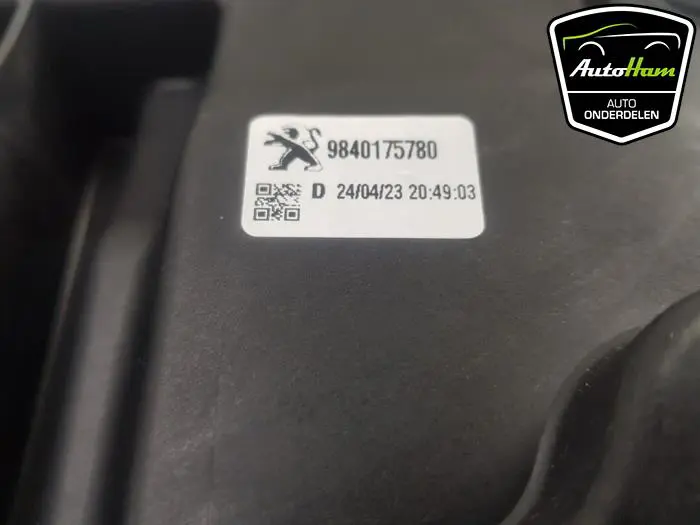 AutoHam
AUTO
ONDERDELEN
9840175780
D 24/04/23 20:49:03